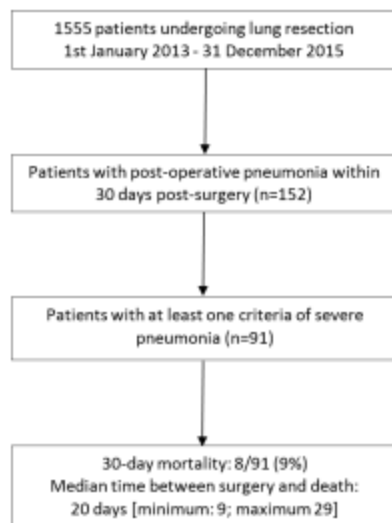 1555 patients undergoing lung resection
1st January 2013 - 31 December 2015
Patients with post-operative pneumonia within
30 days post-surgery (n=152)
Patients with at least one criteria of severe
pneumonia (n=91)
30-day mortality: 8/91 (9%)
Median time between surgery and death:
20 days [minimum: 9; maximum 29]